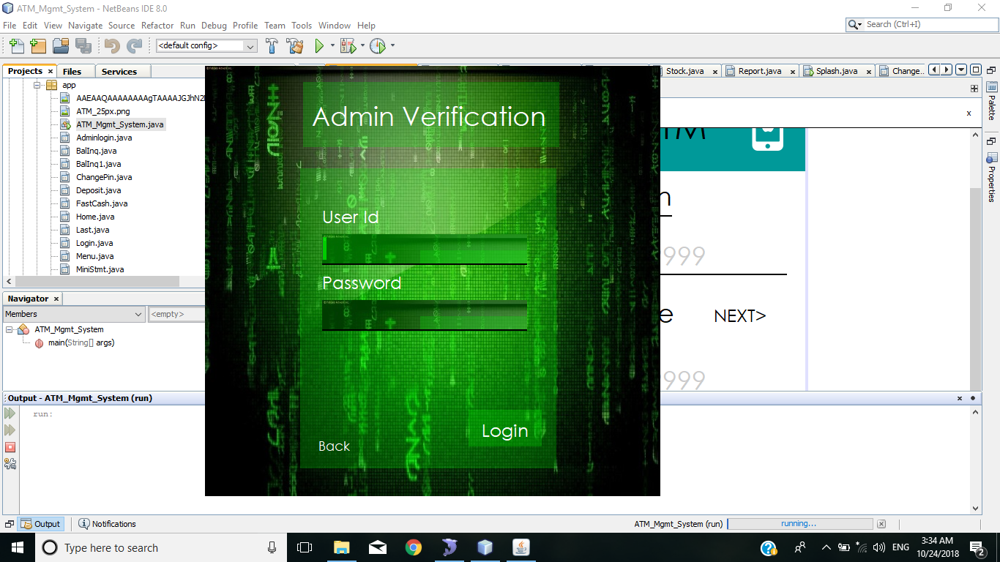 ATM_Mgmt_System - NetBeans IDE 8.0
File Edit View Navigate Source Refactor Run Debug Profile Team Tools Window Help
Search (Ctrl+I)
<default config>
Projects x Files Services
Stock.java x Report.java x Splash.java x Change...
app
AAEAAQAAAAAAAAgTAAAAJGJhN2
ATM_25px.png
ATM_Mgmt_System.java
Adminlogin.java
BalInq.java
BalInq1.java
ChangePin.java
Deposit.java
FastCash.java
Home.java
Last.java
Login.java
Menu.java
MiniStmt.java
Admin Verification
User Id
Password
Login
Back
x
TM
n
999
e NEXT>
999
Palette
Properties
Navigator x
Members <empty>
ATM_Mgmt_System
main(String[] args)
Output - ATM_Mgmt_System (run) x
run:
Output Notifications ATM_Mgmt_System (run) running...
Type here to search
ENG 3:34 AM
10/24/2018
2